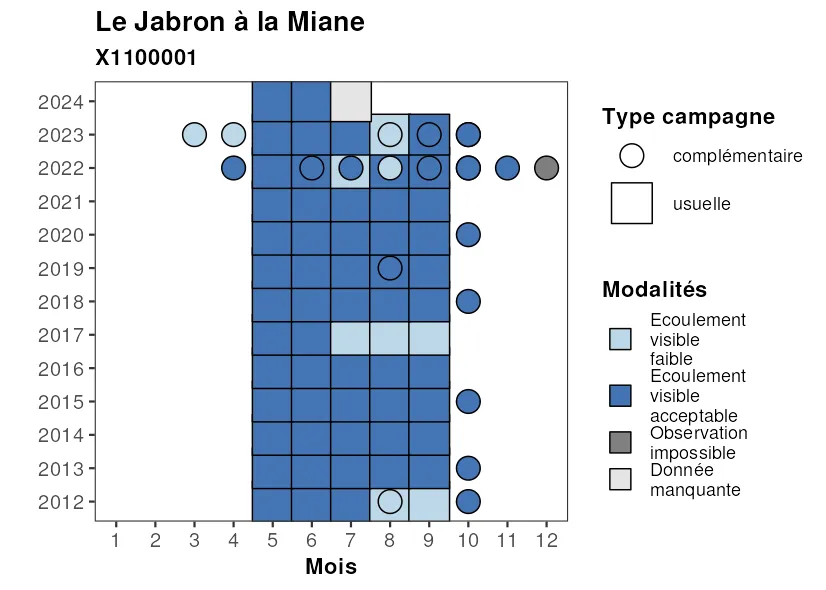 Le Jabron à la Miane
X1100001
2024
2023
2022
2021
2020
2019
2018
2017
2016
2015
2014
2013
2012
1 2 3 4 5 6 7 8 9 10 11 12
Mois
Type campagne
complémentaire
usuelle
Modalités
Ecoulement
visible
faible
Ecoulement
visible
acceptable
Observation
impossible
Donnée
manquante